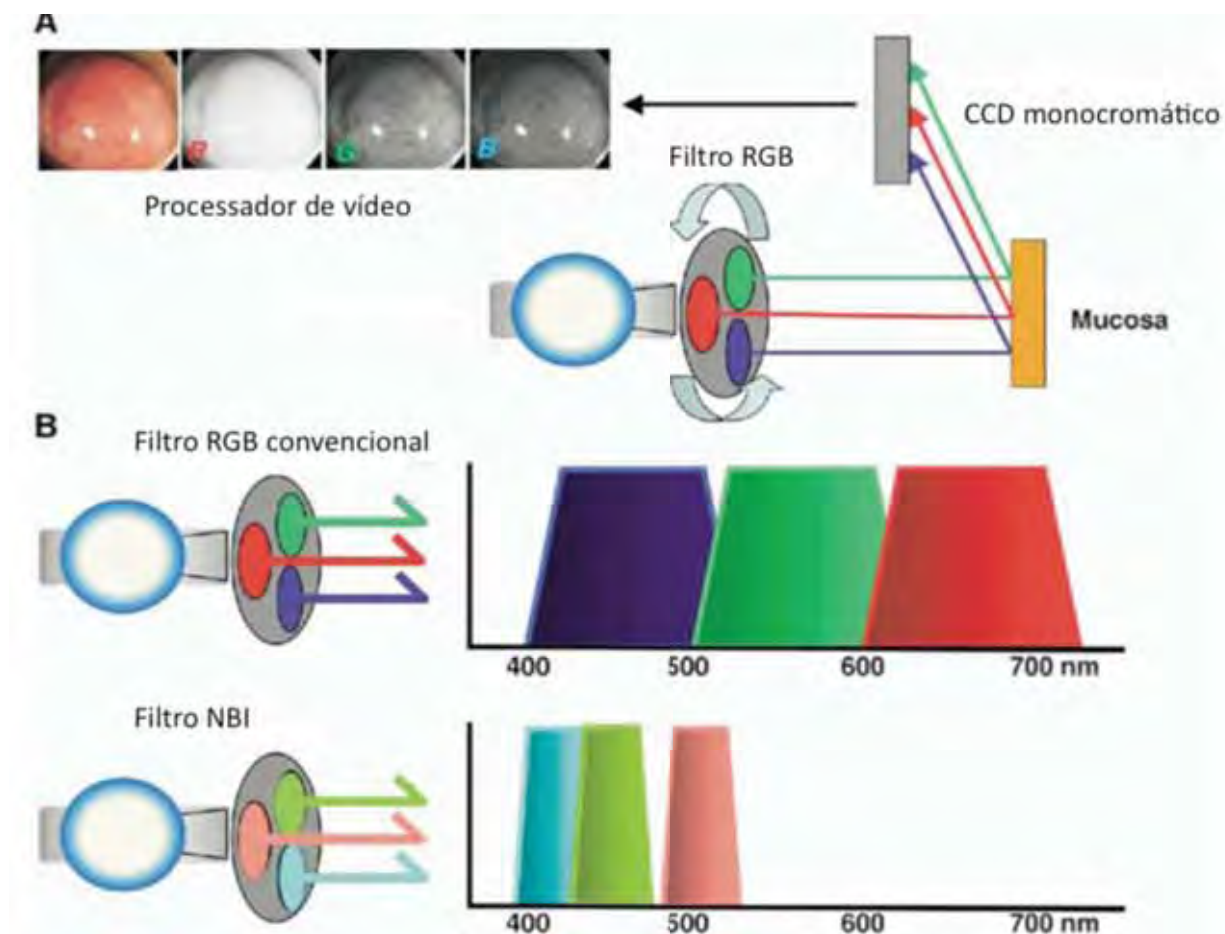 A
R
G
B
CCD monocromático
Filtro RGB
Processador de vídeo
Mucosa
B
Filtro RGB convencional
400 500 600 700 nm
Filtro NBI
400 500 600 700 nm